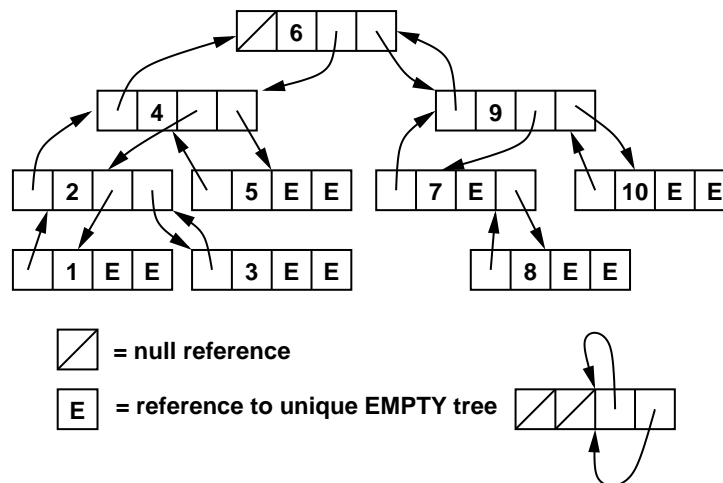 6
4 9
2 5 E E 7 E 10 E E
1 E E 3 E E 8 E E
= null reference
E = reference to unique EMPTY tree